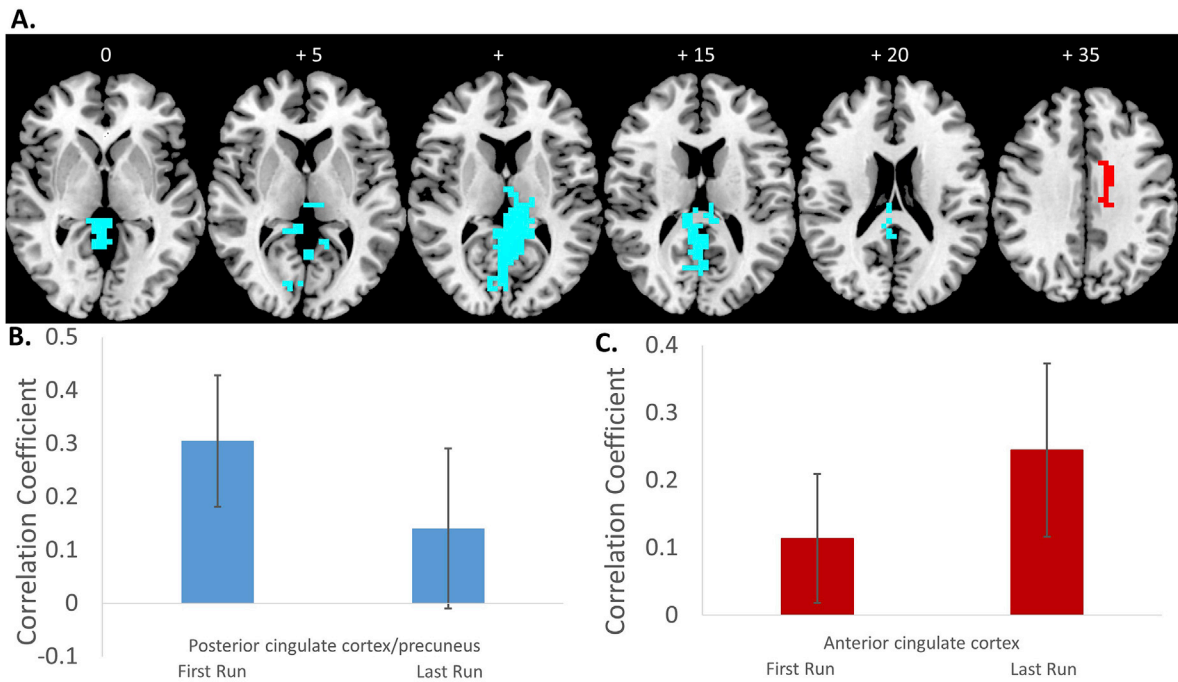 A.
0 + 5 + + 15 + 20 + 35
B.
Correlation Coefficient
0.5
0.4
0.3
0.2
0.1
0
-0.1
Posterior cingulate cortex/precuneus
First Run Last Run
C.
Correlation Coefficient
0.4
0.3
0.2
0.1
0
Anterior cingulate cortex
First Run Last Run